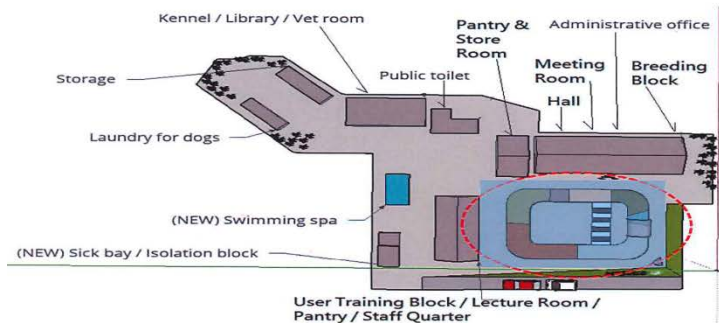 Kennel / Library / Vet room
Pantry &
Store
Room
Administrative office
Meeting
Room
Breeding
Block
Hall
Storage
Public toilet
Laundry for dogs
(NEW) Swimming spa
(NEW) Sick bay / Isolation block
User Training Block / Lecture Room /
Pantry / Staff Quarter